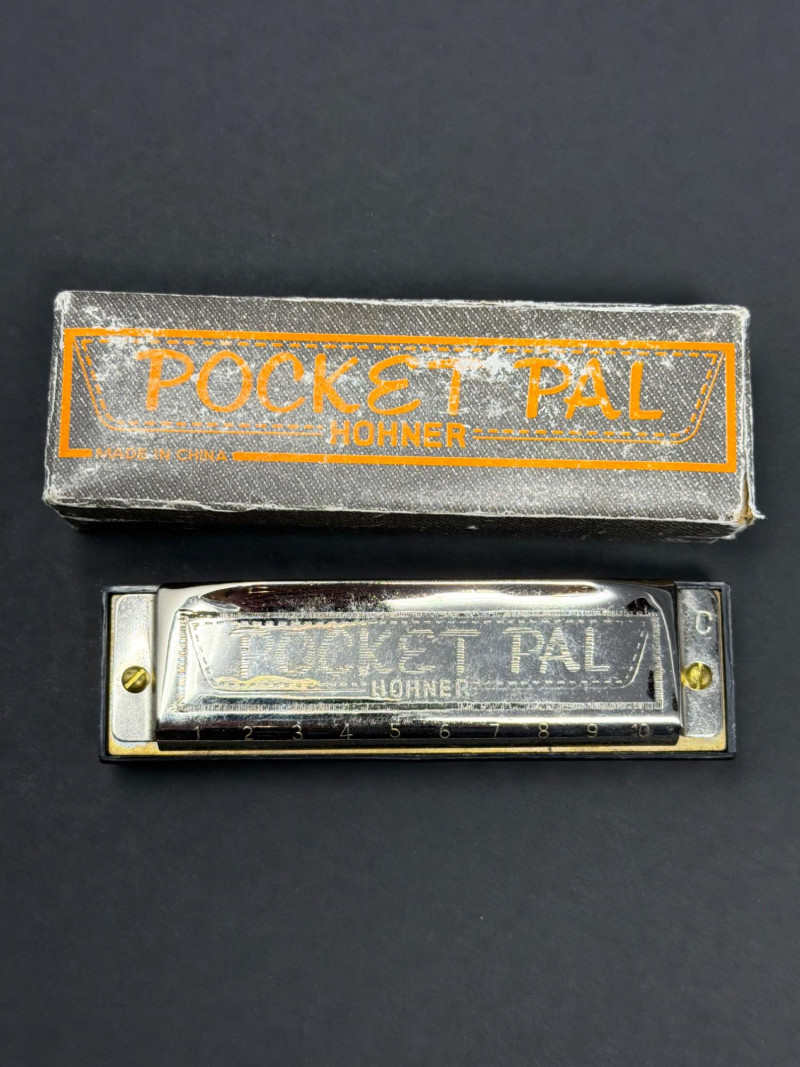 POCKET PAL
HOHNER
MADE IN CHINA
C
POCKET PAL
HOHNER
1 2 3 4 5 6 7 8 9 10